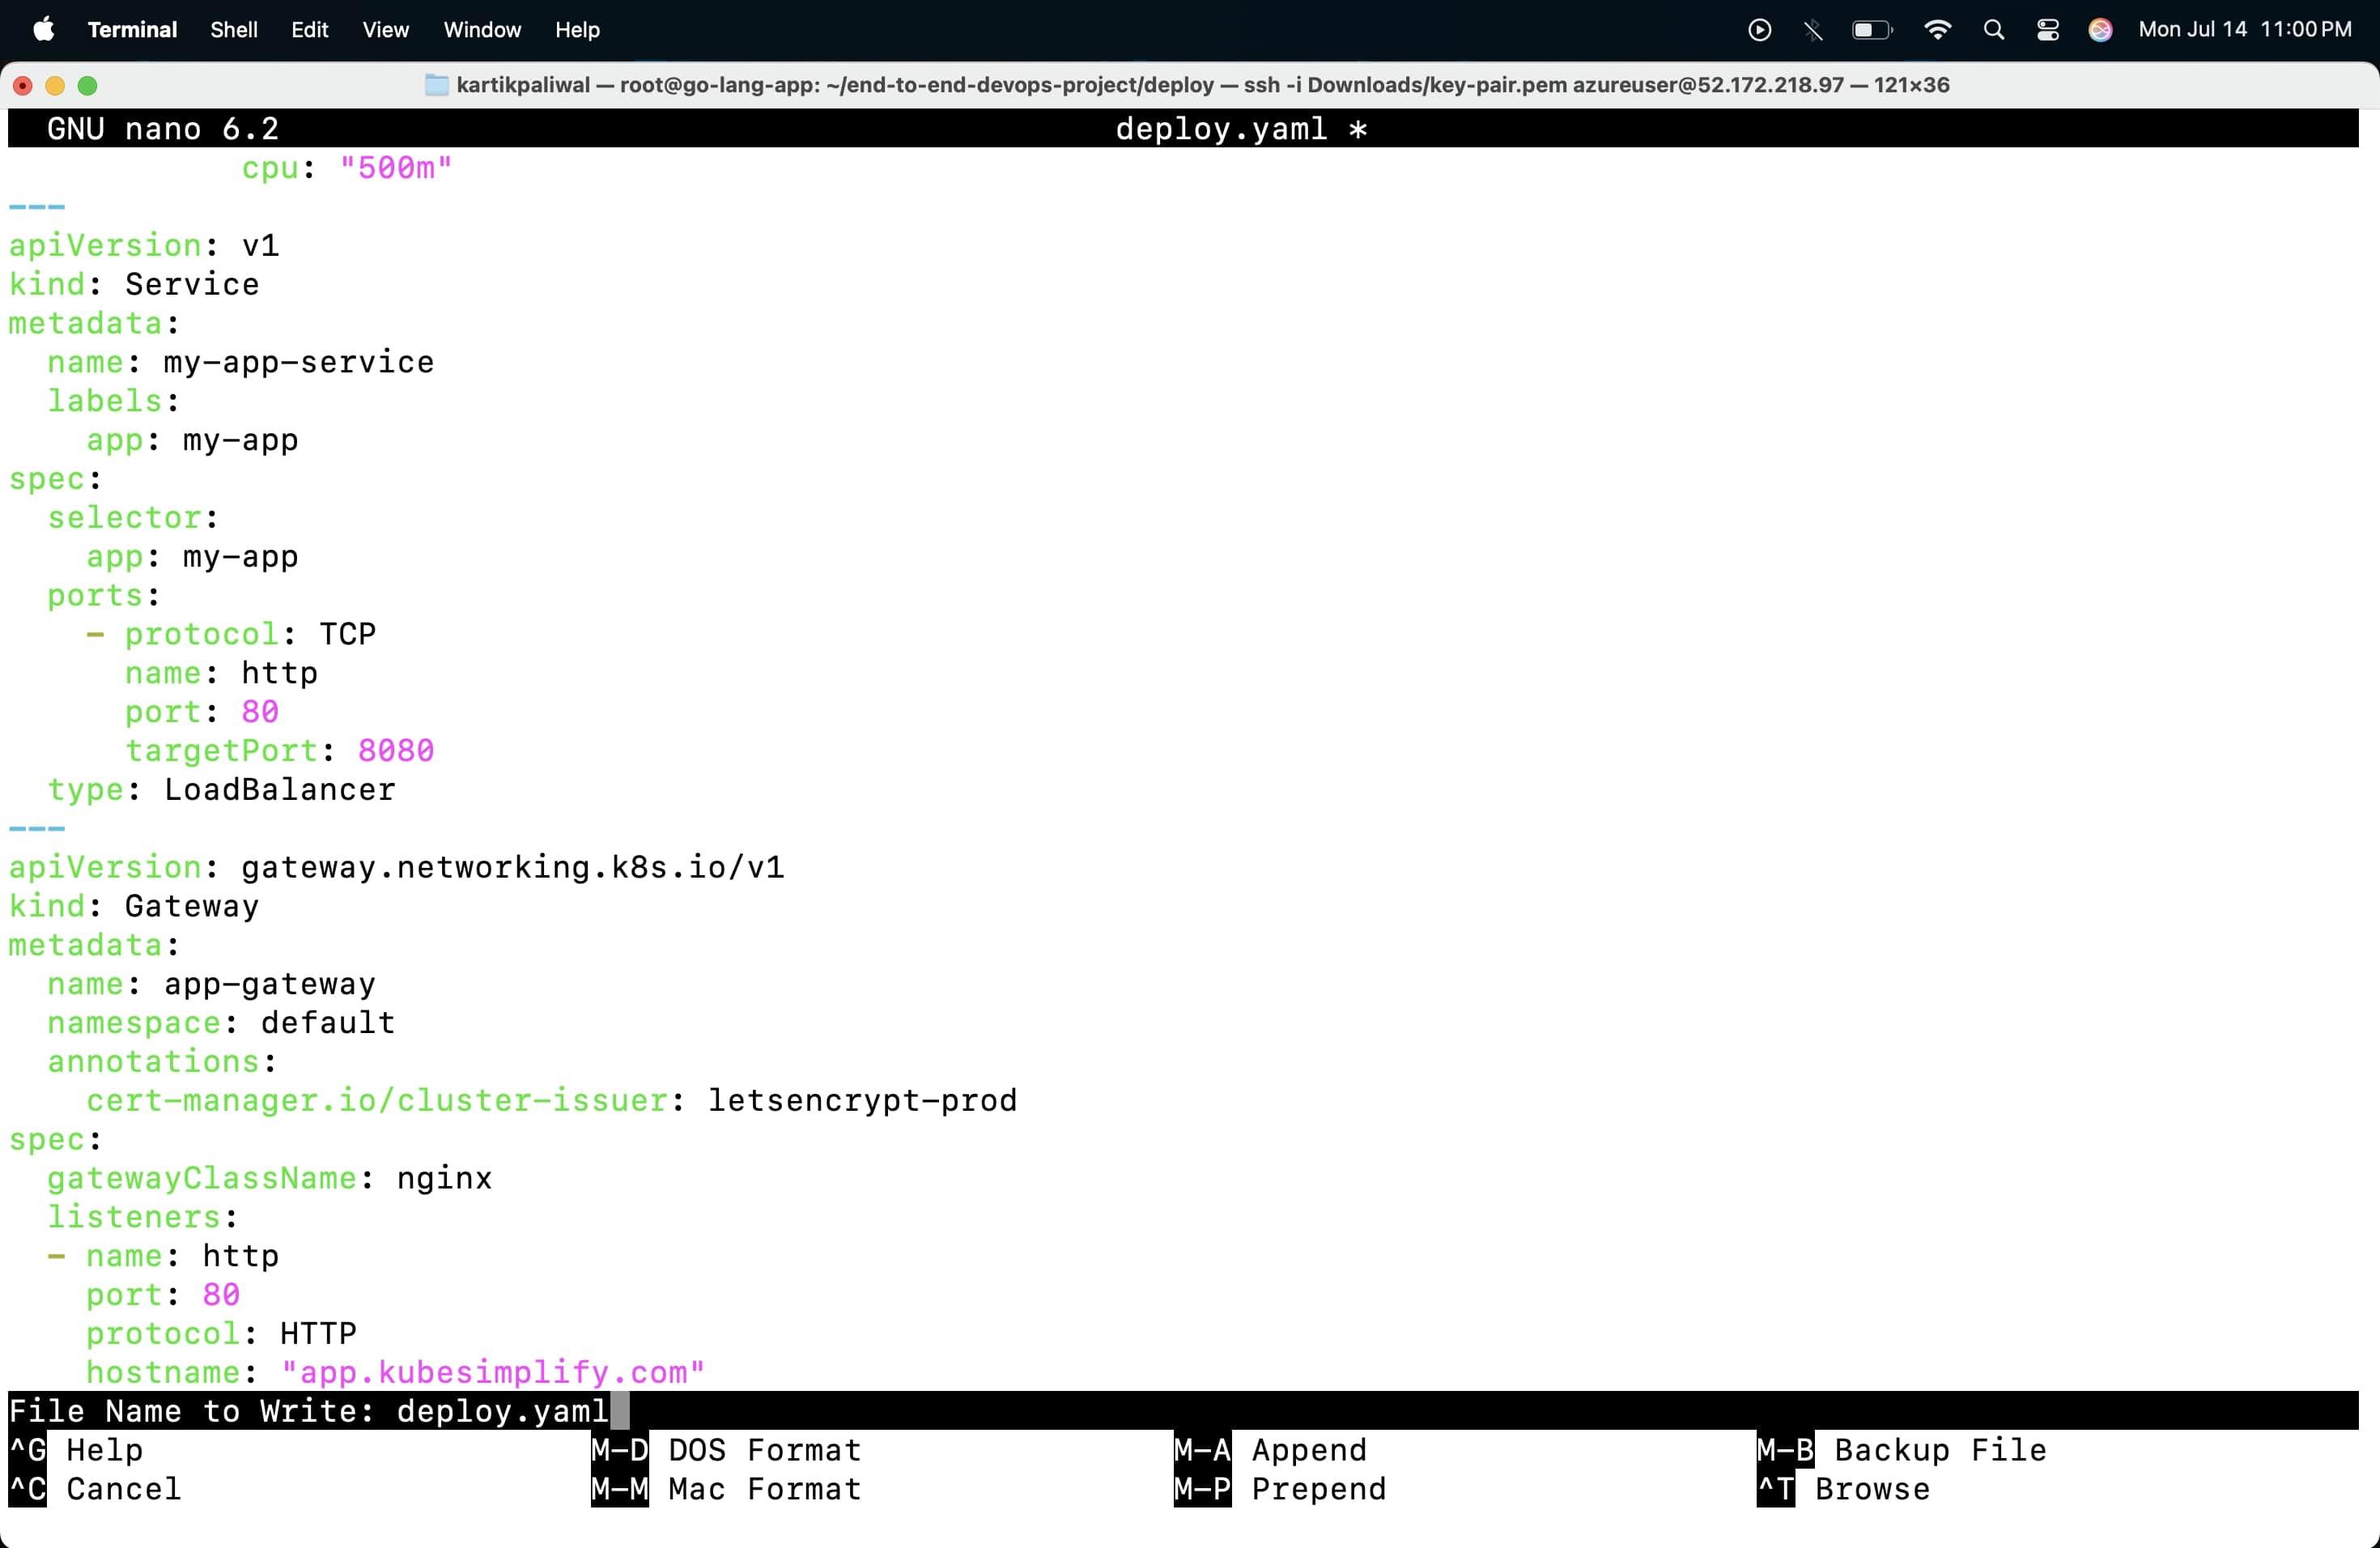 Terminal Shell Edit View Window Help Mon Jul 14 11:00 PM
kartikpaliwal — root@go-lang-app: ~/end-to-end-devops-project/deploy — ssh -i Downloads/key-pair.pem azureuser@52.172.218.97 — 121×36
GNU nano 6.2 deploy.yaml *
            cpu: "500m"
---
apiVersion: v1
kind: Service
metadata:
  name: my-app-service
  labels:
    app: my-app
spec:
  selector:
    app: my-app
  ports:
    - protocol: TCP
      name: http
      port: 80
      targetPort: 8080
  type: LoadBalancer
---
apiVersion: gateway.networking.k8s.io/v1
kind: Gateway
metadata:
  name: app-gateway
  namespace: default
  annotations:
    cert-manager.io/cluster-issuer: letsencrypt-prod
spec:
  gatewayClassName: nginx
  listeners:
  - name: http
    port: 80
    protocol: HTTP
    hostname: "app.kubesimplify.com"
File Name to Write: deploy.yaml
^G Help M-D DOS Format M-A Append M-B Backup File
^C Cancel M-M Mac Format M-P Prepend ^T Browse